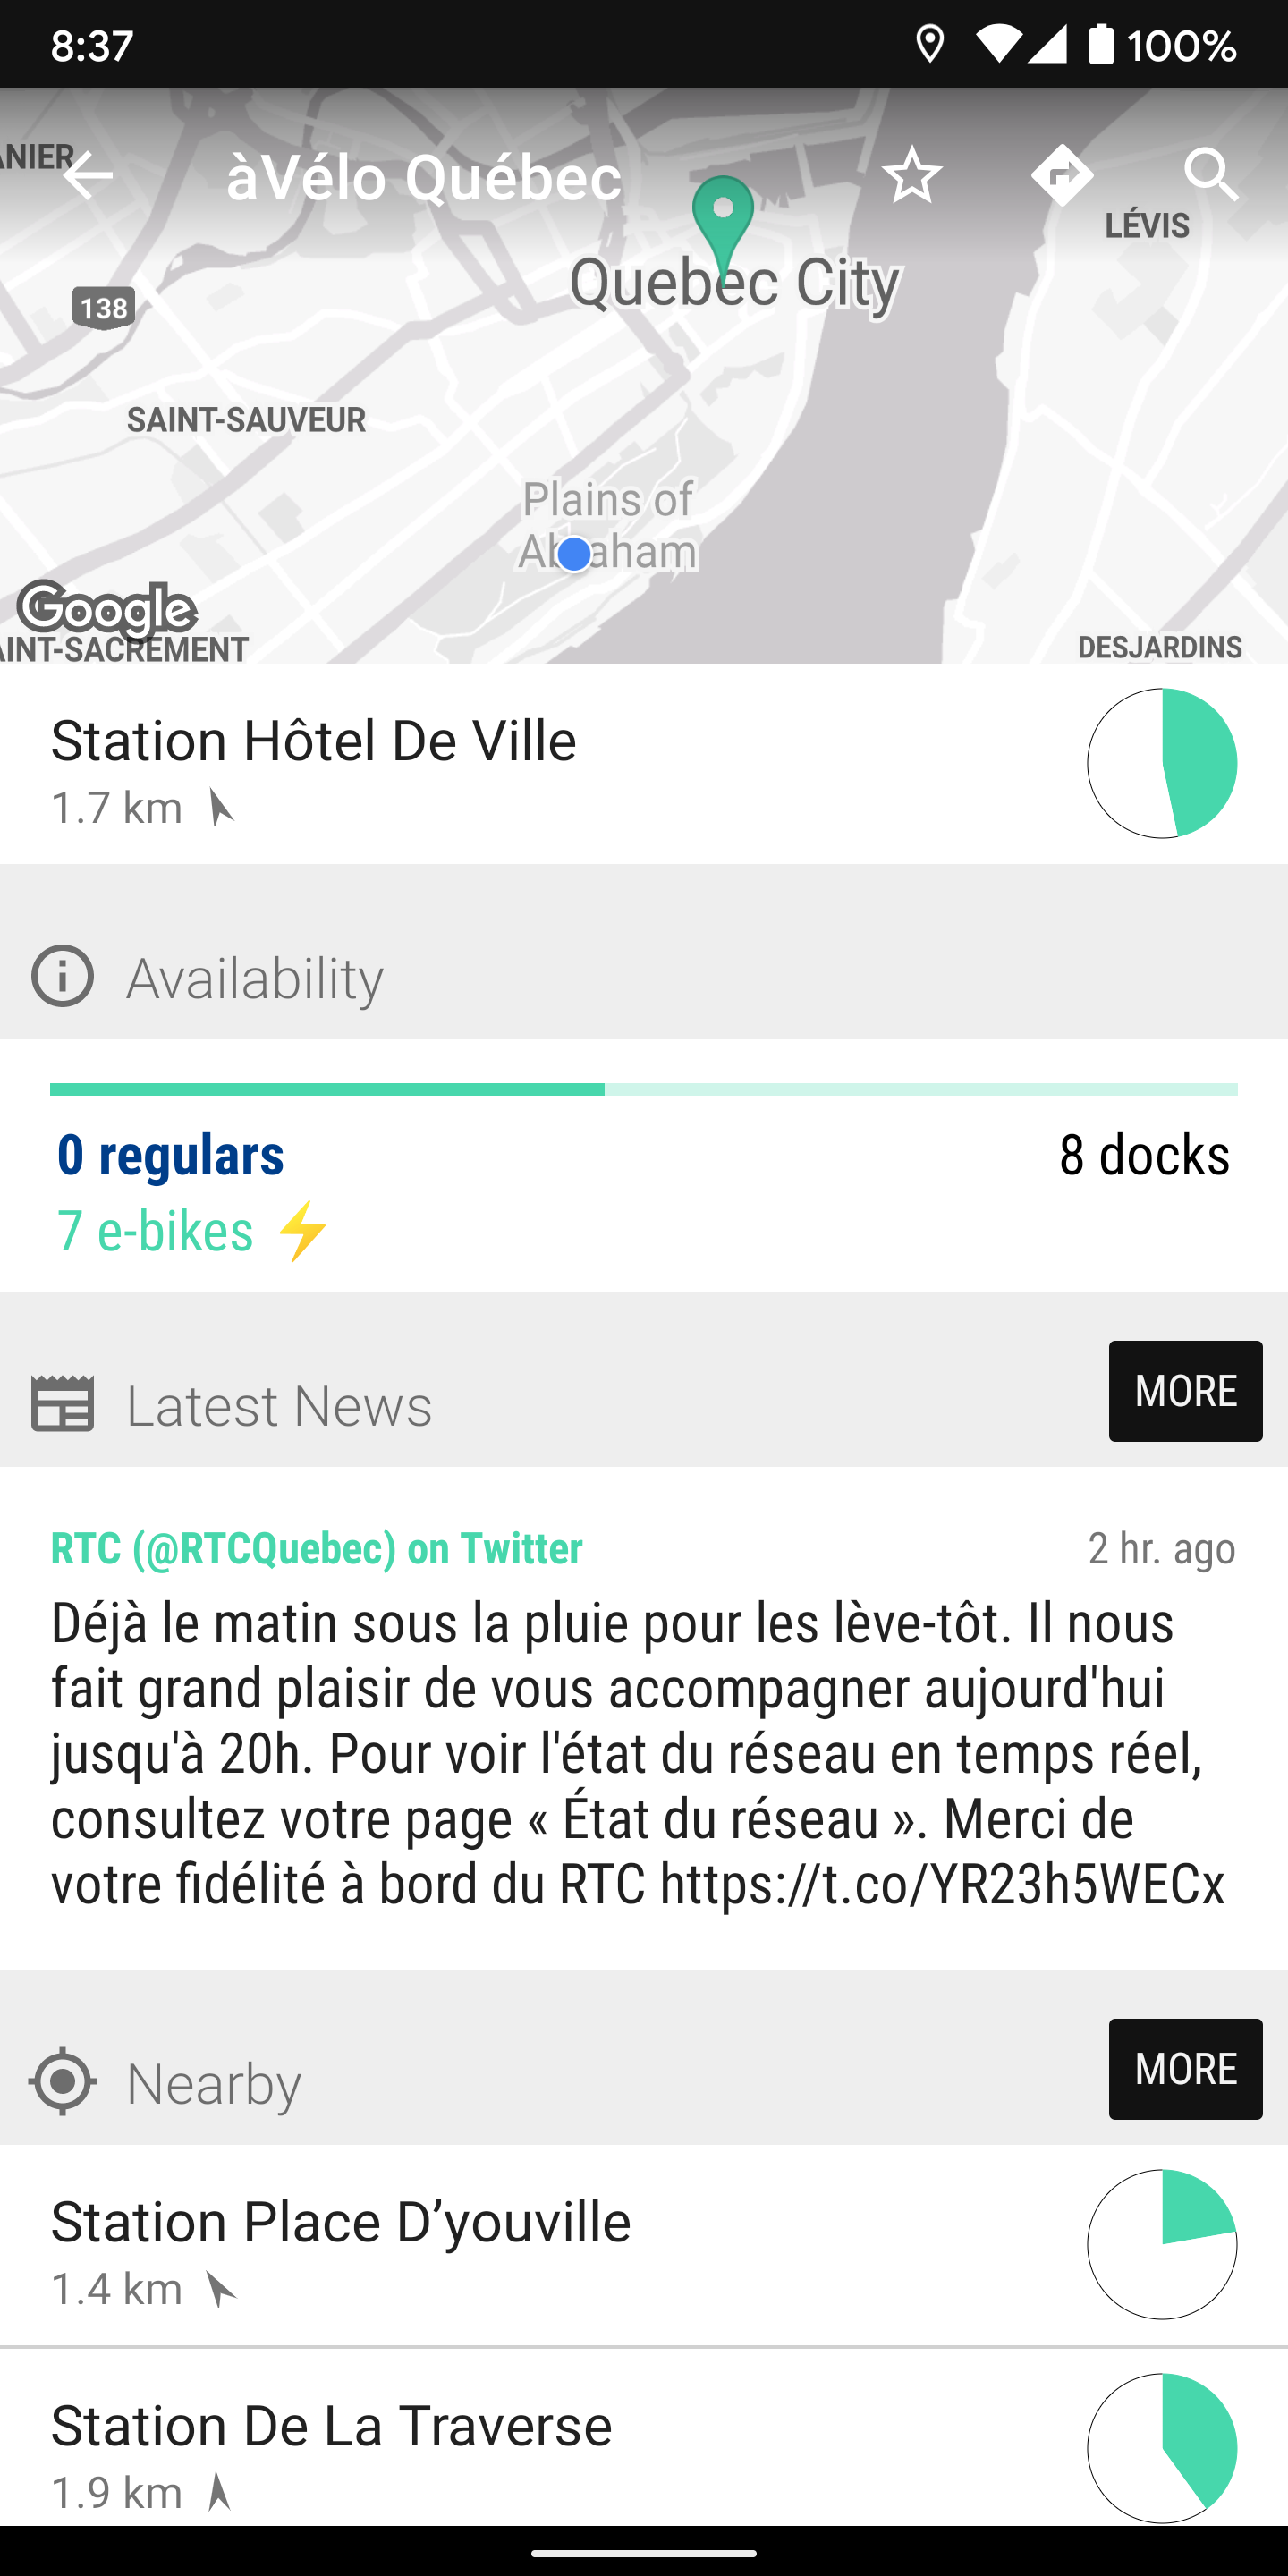 8:37
100%
ANIER
àVélo Québec
LÉVIS
Quebec City
138
SAINT-SAUVEUR
Plains of
Abraham
Google
AINT-SACREMENT
DESJARDINS
Station Hôtel De Ville
1.7 km
Availability
0 regulars
8 docks
7 e-bikes ⚡
Latest News
MORE
RTC (@RTCQuebec) on Twitter
2 hr. ago
Déjà le matin sous la pluie pour les lève-tôt. Il nous
fait grand plaisir de vous accompagner aujourd'hui
jusqu'à 20h. Pour voir l'état du réseau en temps réel,
consultez votre page « État du réseau ». Merci de
votre fidélité à bord du RTC https://t.co/YR23h5WECx
Nearby
MORE
Station Place D’youville
1.4 km
Station De La Traverse
1.9 km